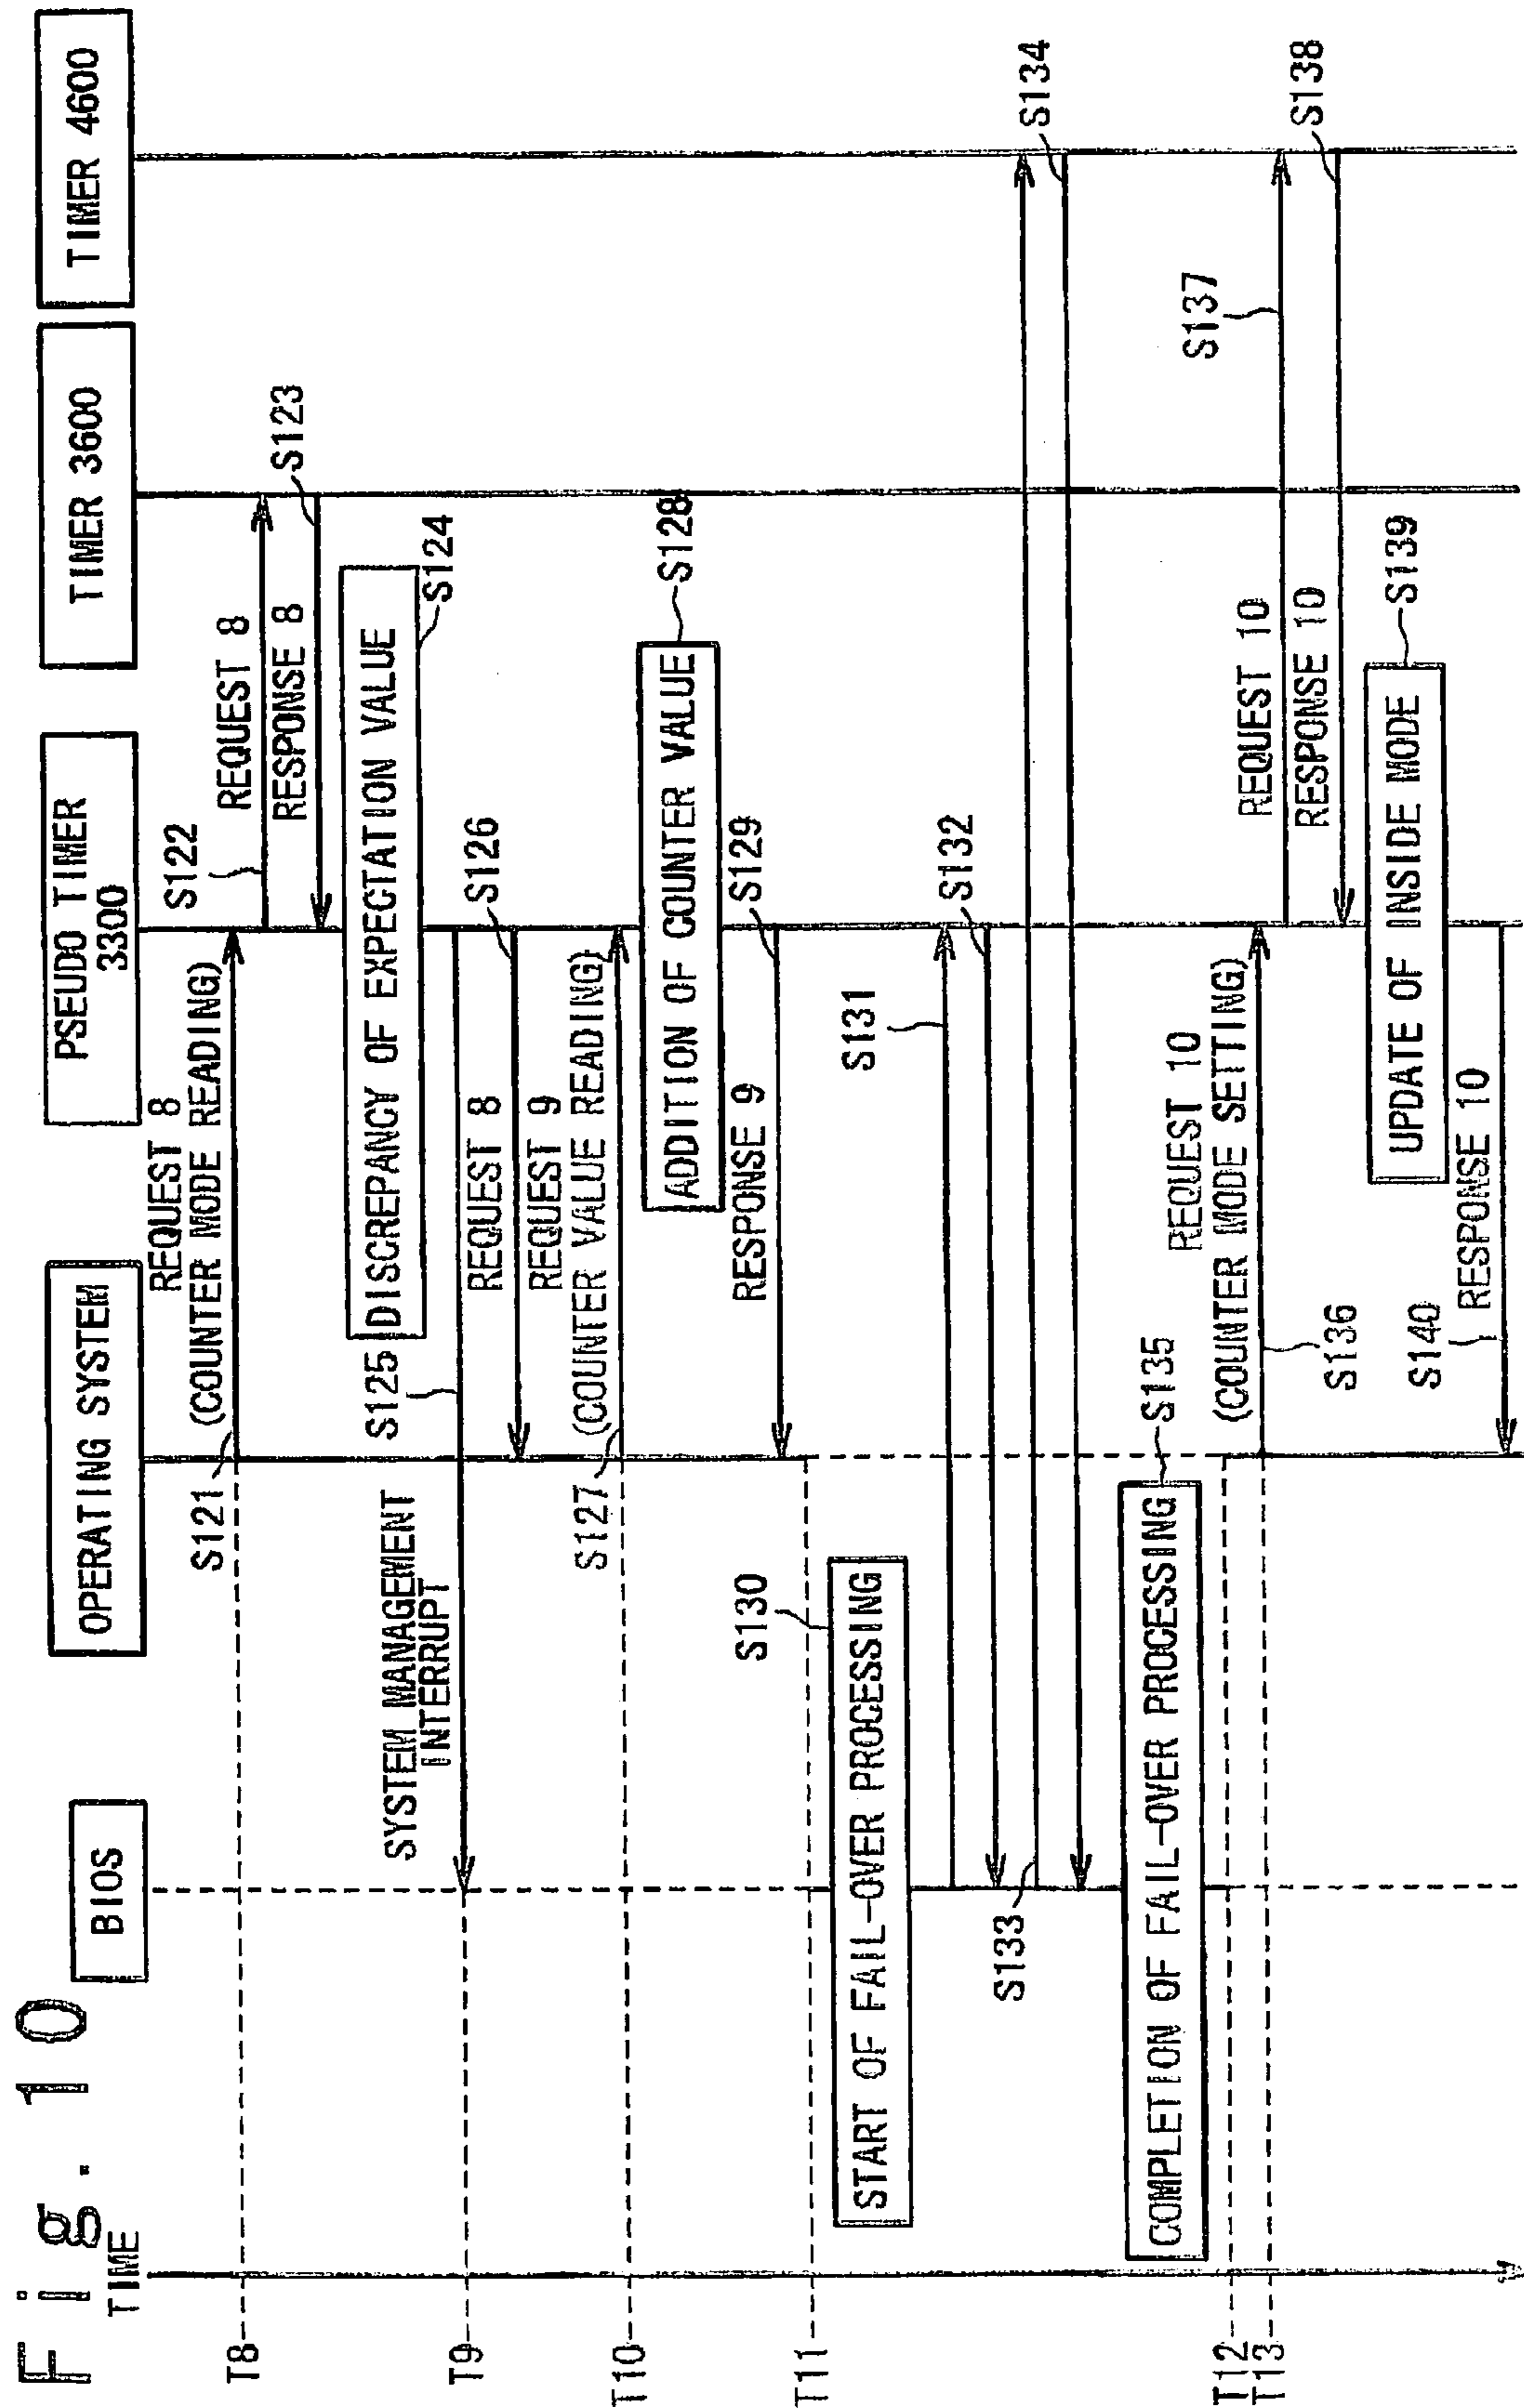 Fig. 10
TIME
BIOS
OPERATING SYSTEM
PSEUDO TIMER
3300
TIMER 3600
TIMER 4600
T8
S121
REQUEST 8
(COUNTER MODE READING)
S122
REQUEST 8
RESPONSE 8
S123
DISCREPANCY OF EXPECTATION VALUE
S124
T9
SYSTEM MANAGEMENT
INTERRUPT
S125
REQUEST 8
S126
T10
S127
REQUEST 9
(COUNTER VALUE READING)
ADDITION OF COUNTER VALUE
S128
RESPONSE 9
S129
T11
S130
START OF FAIL-OVER PROCESSING
S131
S132
S133
S134
COMPLETION OF FAIL-OVER PROCESSING
S135
T12
T13
S136
REQUEST 10
(COUNTER MODE SETTING)
REQUEST 10
S137
RESPONSE 10
S138
UPDATE OF INSIDE MODE
S139
S140
RESPONSE 10